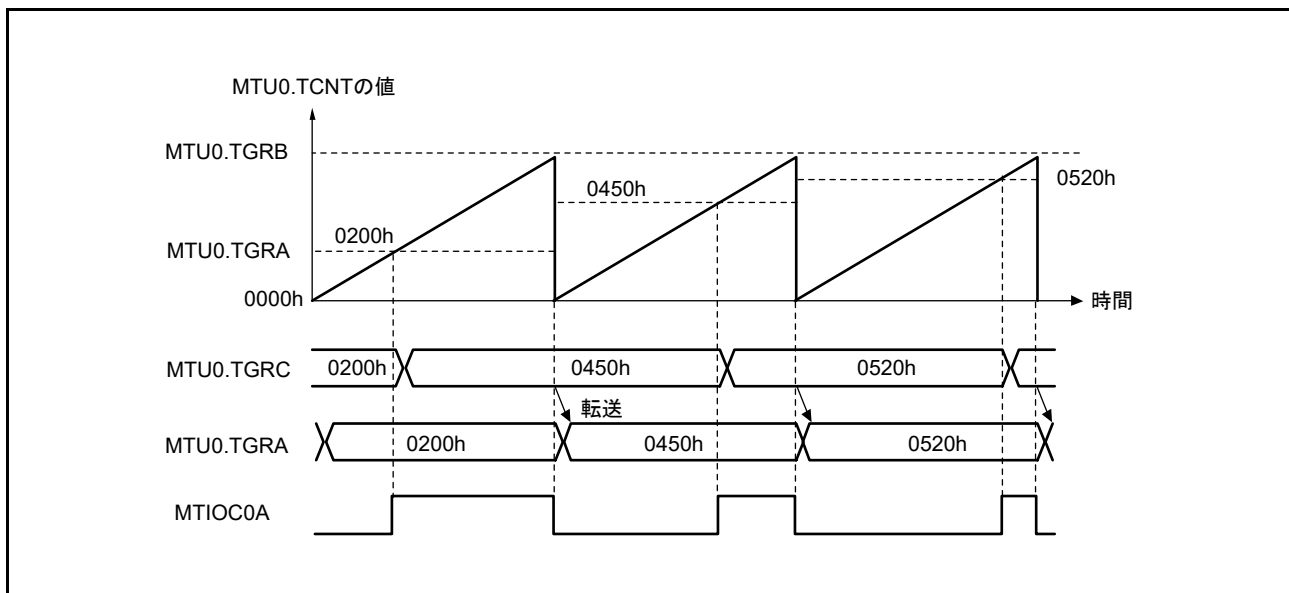 MTU0.TCNTの値
MTU0.TGRB
0450h
0520h
0200h
MTU0.TGRA
0000h
時間
MTU0.TGRC 0200h 0450h 0520h
転送
MTU0.TGRA 0200h 0450h 0520h
MTIOC0A